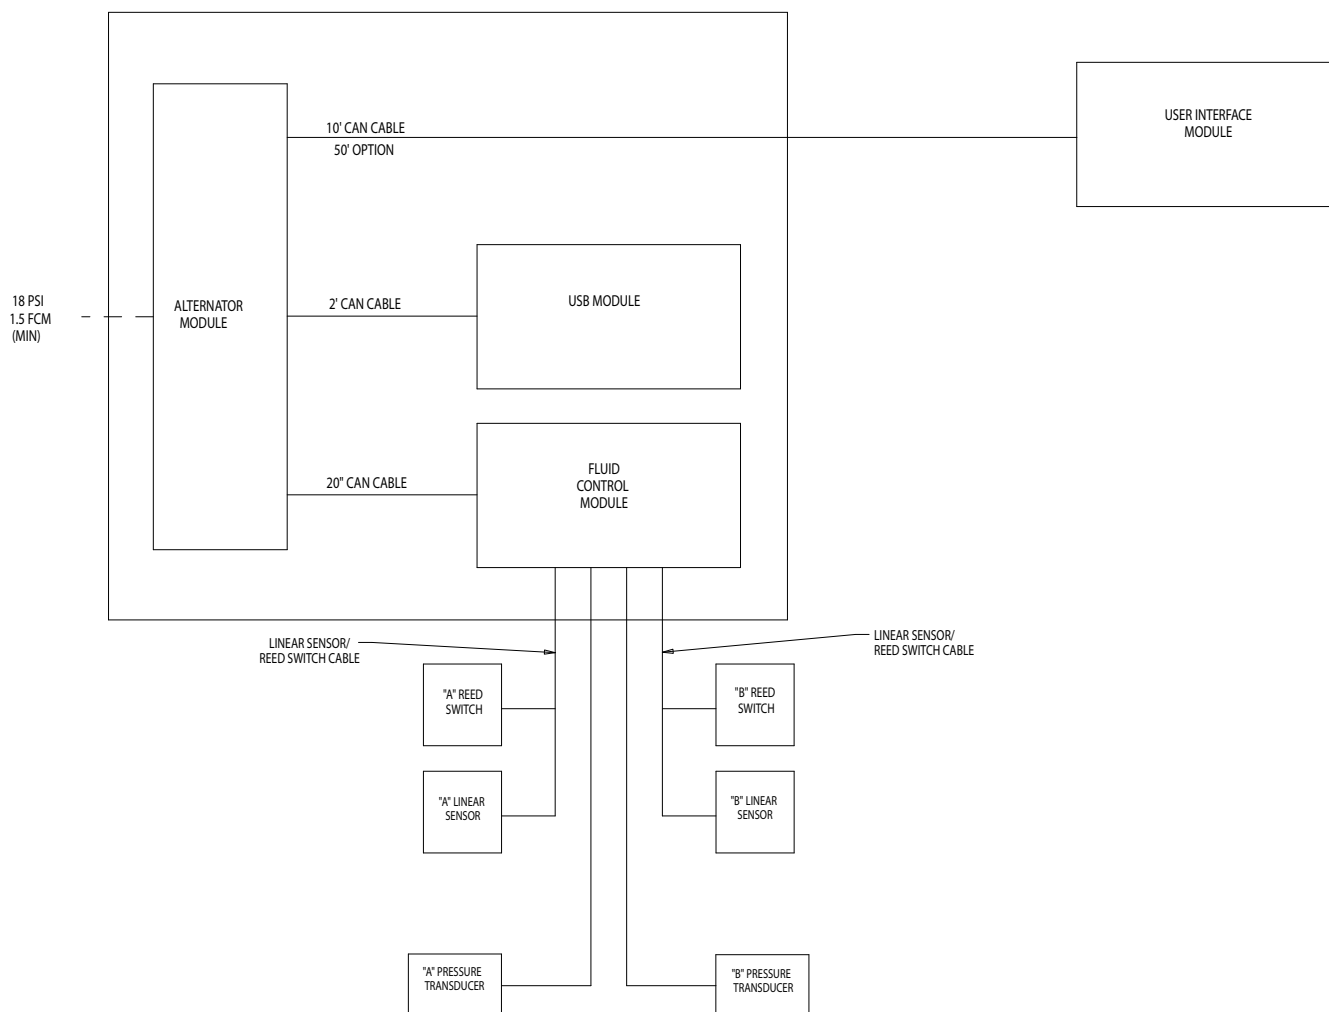 10' CAN CABLE
50' OPTION
USER INTERFACE
MODULE
18 PSI
1.5 FCM
(MIN)
ALTERNATOR
MODULE
2' CAN CABLE
USB MODULE
20" CAN CABLE
FLUID
CONTROL
MODULE
LINEAR SENSOR/
REED SWITCH CABLE
LINEAR SENSOR/
REED SWITCH CABLE
"A" REED
SWITCH
"B" REED
SWITCH
"A" LINEAR
SENSOR
"B" LINEAR
SENSOR
"A" PRESSURE
TRANSDUCER
"B" PRESSURE
TRANSDUCER